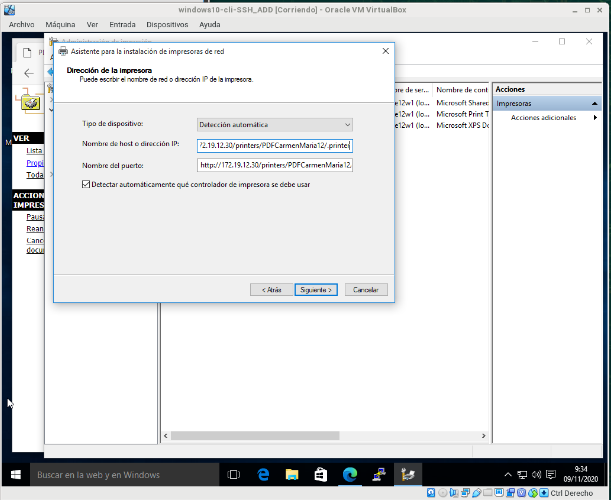 windows10-cli-SSH_ADD [Corriendo] - Oracle VM VirtualBox
Archivo Máquina Ver Entrada Dispositivos Ayuda
Asistente para la instalación de impresoras de red
Dirección de la impresora
Puede escribir el nombre de red o dirección IP de la impresora.
Tipo de dispositivo:
Detección automática
Nombre de host o dirección IP:
2.19.12.30/printers/PDFCarmenMaria12/.printer
Nombre del puerto:
http://172.19.12.30/printers/PDFCarmenMaria12/
Detectar automáticamente qué controlador de impresora se debe usar
< Atrás
Siguiente >
Cancelar
VER
Lista
Propi
Toda
ACCION
IMPRES
Paus
Rean
Canc
docu
bre de ser... Nombre de cont
e12w1 (lo... Microsoft Shared
e12w1 (lo... Microsoft Print T
e12w1 (lo... Microsoft XPS Do
Acciones
Impresoras
Acciones adicionales
Buscar en la web y en Windows
9:34
09/11/2020
Ctrl Derecho